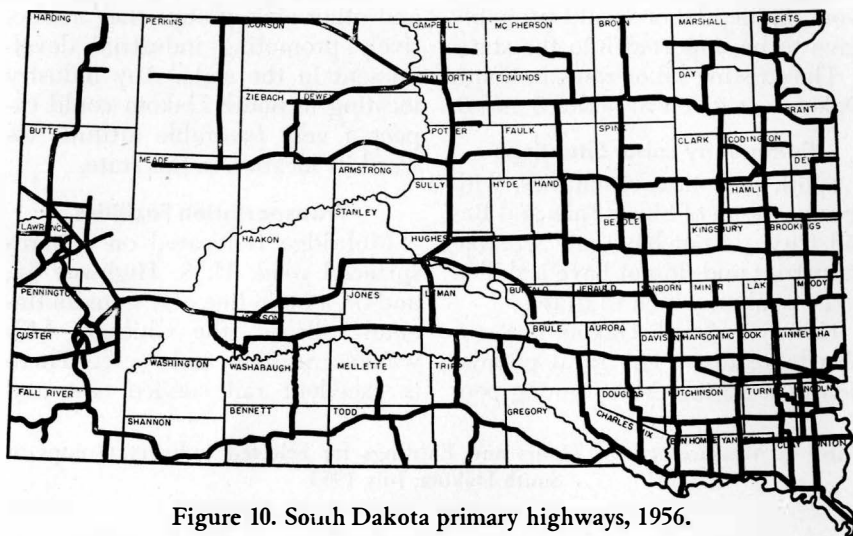 HARDING PERKINS CORSON CAMPBELL MC PHERSON BROWN MARSHALL ROBERTS
ZIEBACH DEWEY WALWORTH EDMUNDS DAY GRANT
BUTTE MEADE ARMSTRONG POTTER FAULK SPINK CLARK CODINGTON DEUEL
LAWRENCE HAAKON STANLEY SULLY HYDE HAND HAMLIN
HUGHES BEADLE KINGSBURY BROOKINGS
PENNINGTON JACKSON JONES LYMAN BUFFALO JERAULD SANBORN MINER LAKE MOODY
CUSTER WASHINGTON WASHABAUGH MELLETTE TRIPP BRULE AURORA DAVISON HANSON MC COOK MINNEHAHA
FALL RIVER SHANNON BENNETT TODD GREGORY CHARLES MIX DOUGLAS HUTCHINSON TURNER LINCOLN
BON HOMME YANKTON CLAY UNION
Figure 10. South Dakota primary highways, 1956.